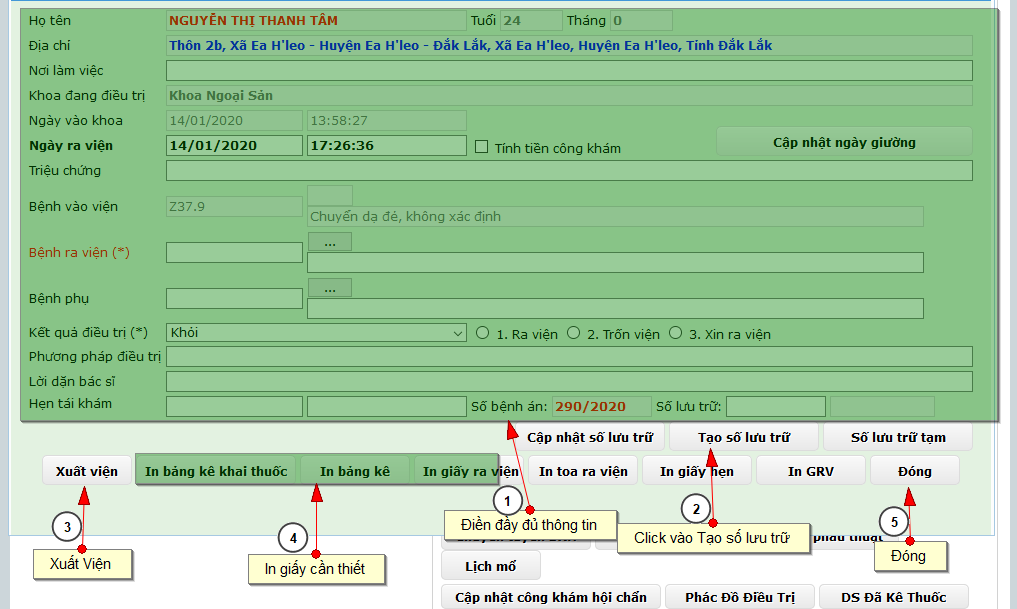 Họ tên NGUYỄN THỊ THANH TÂM Tuổi 24 Tháng 0
Địa chỉ Thôn 2b, Xã Ea H'leo - Huyện Ea H'leo - Đắk Lắk, Xã Ea H'leo, Huyện Ea H'leo, Tỉnh Đắk Lắk
Nơi làm việc
Khoa đang điều trị Khoa Ngoại Sản
Ngày vào khoa 14/01/2020 13:58:27
Ngày ra viện 14/01/2020 17:26:36 Tính tiền công khám Cập nhật ngày giường
Triệu chứng
Bệnh vào viện Z37.9
Chuyển dạ đẻ, không xác định
Bệnh ra viện (*) ...
Bệnh phụ ...
Kết quả điều trị (*) Khỏi 1. Ra viện 2. Trốn viện 3. Xin ra viện
Phương pháp điều trị
Lời dặn bác sĩ
Hẹn tái khám Số bệnh án: 290/2020 Số lưu trữ:
Cập nhật số lưu trữ Tạo số lưu trữ Số lưu trữ tạm
Xuất viện In bảng kê khai thuốc In bảng kê In giấy ra viện In toa ra viện In giấy hẹn In GRV Đóng
1 Điền đầy đủ thông tin
2 Click vào Tạo số lưu trữ
3 Xuất Viện
4 In giấy cần thiết
5 Đóng
phẫu thuật
Lịch mổ
Cập nhật công khám hội chẩn Phác Đồ Điều Trị DS Đã Kê Thuốc